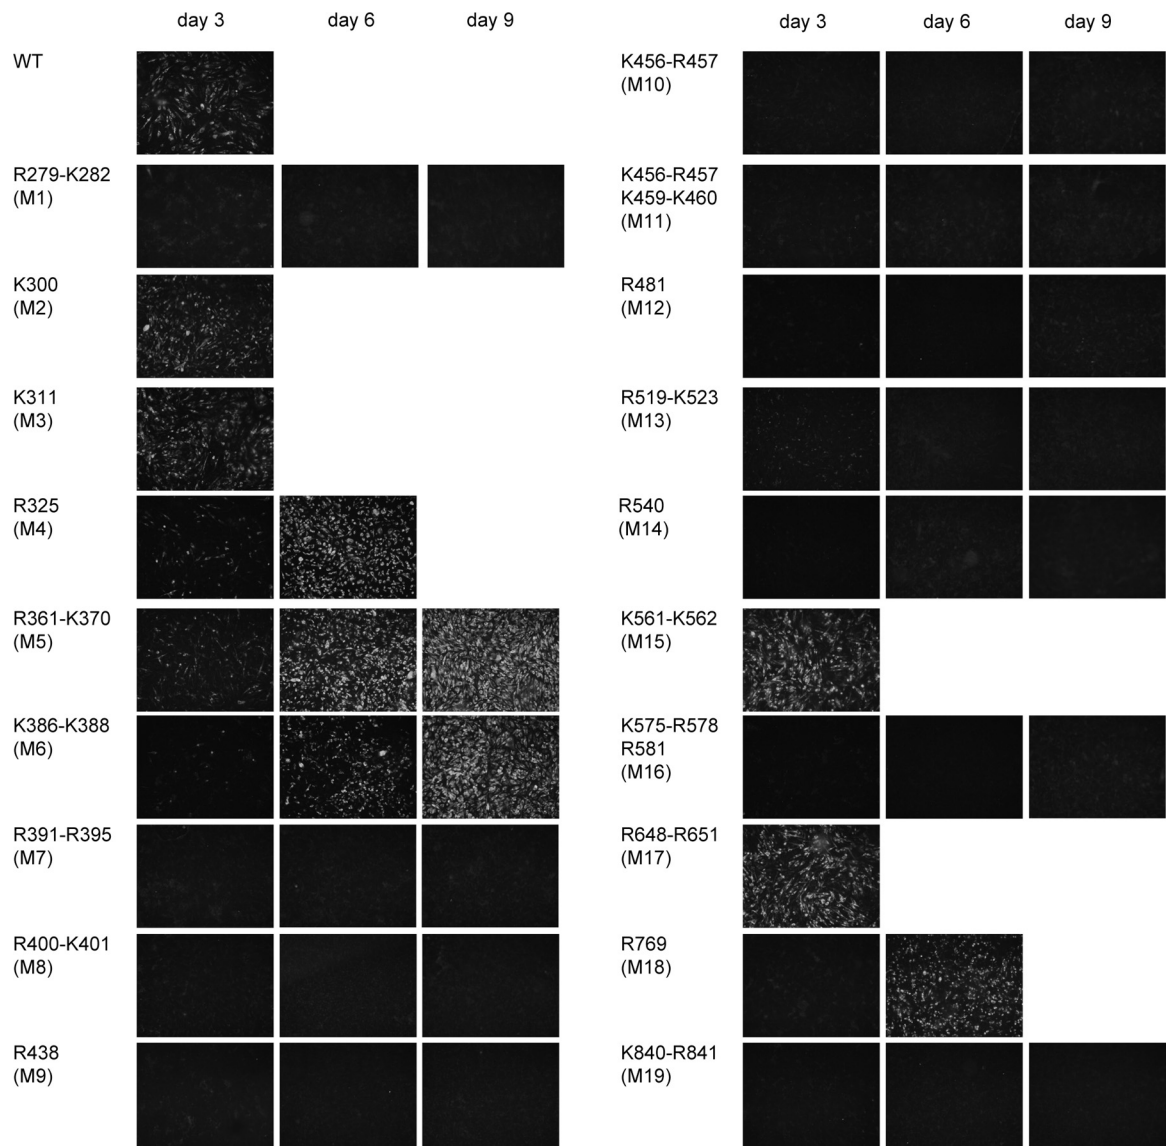 day 3 day 6 day 9
WT
R279-K282
(M1)
K300
(M2)
K311
(M3)
R325
(M4)
R361-K370
(M5)
K386-K388
(M6)
R391-R395
(M7)
R400-K401
(M8)
R438
(M9)
day 3 day 6 day 9
K456-R457
(M10)
K456-R457
K459-K460
(M11)
R481
(M12)
R519-K523
(M13)
R540
(M14)
K561-K562
(M15)
K575-R578
R581
(M16)
R648-R651
(M17)
R769
(M18)
K840-R841
(M19)